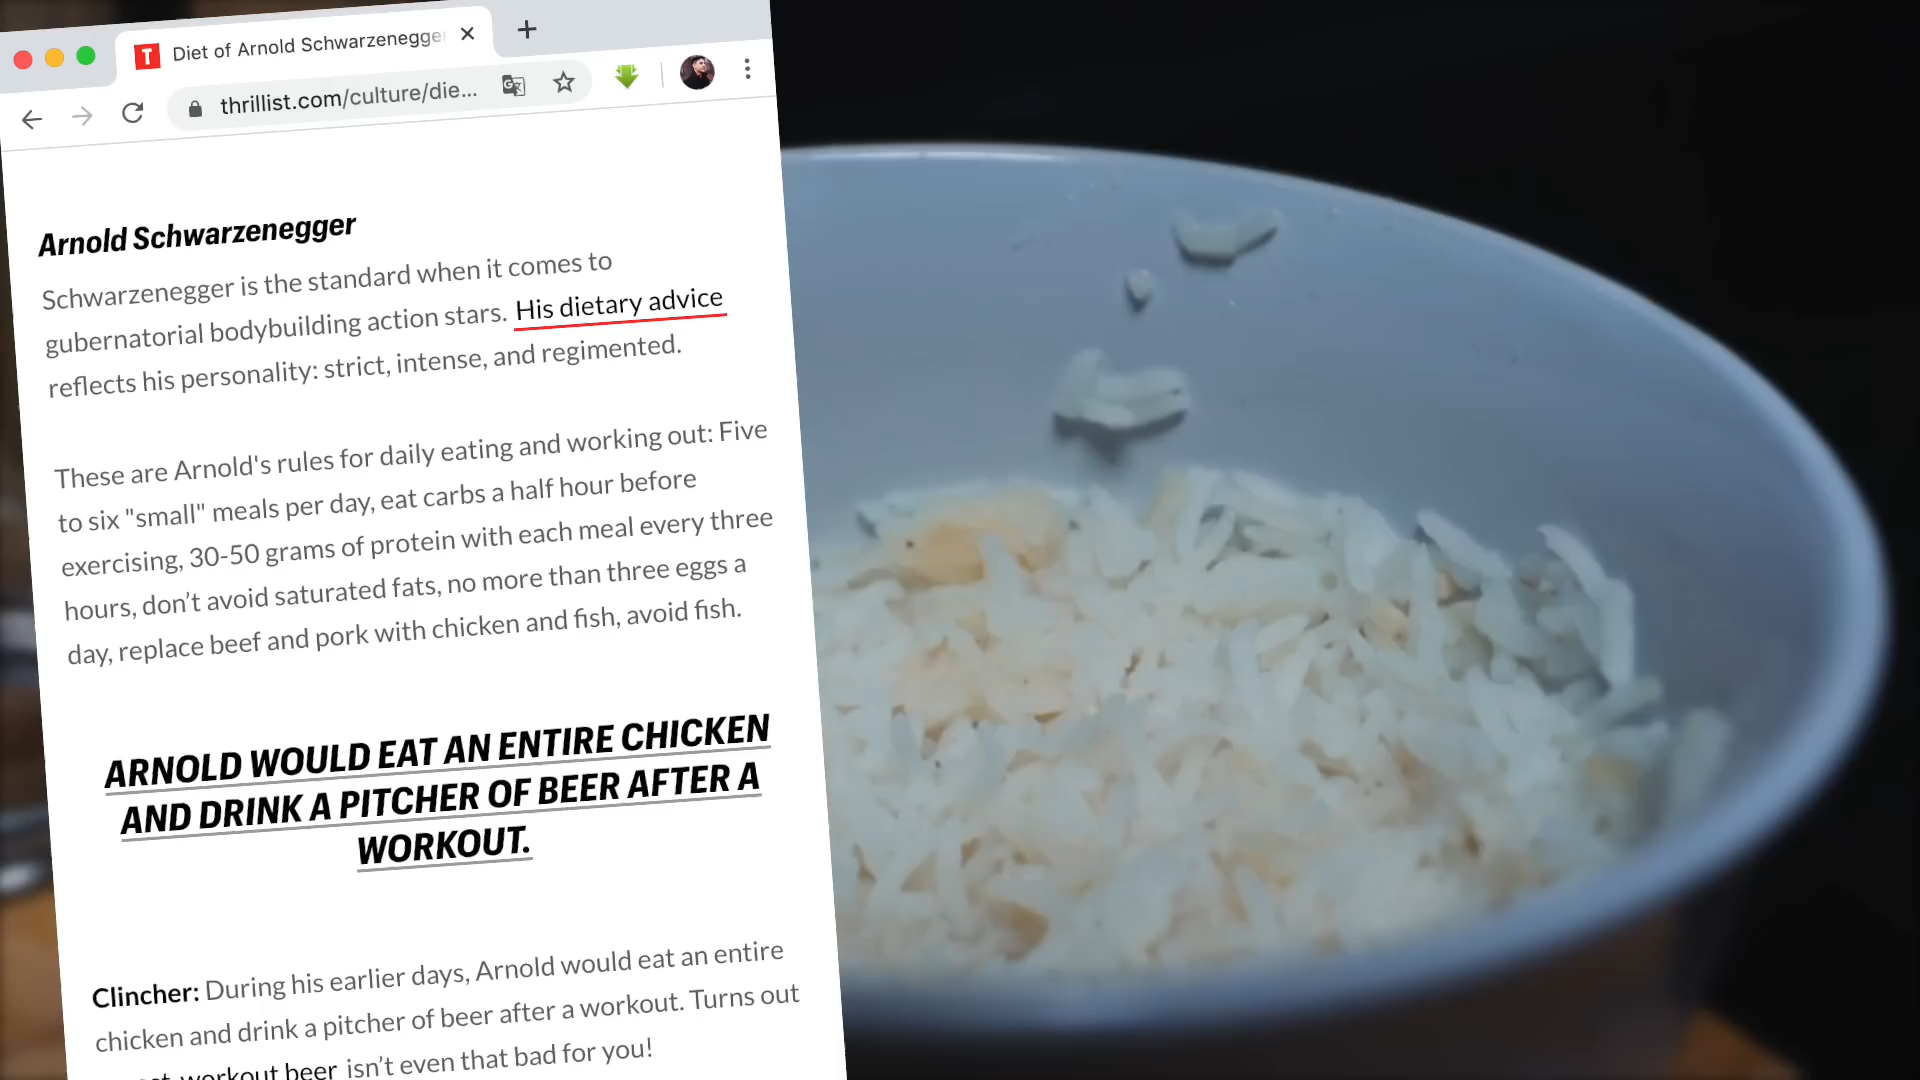 Diet of Arnold Schwarzenegge
thrillist.com/culture/die...
Arnold Schwarzenegger
Schwarzenegger is the standard when it comes to
gubernatorial bodybuilding action stars. His dietary advice
reflects his personality: strict, intense, and regimented.
These are Arnold's rules for daily eating and working out: Five
to six "small" meals per day, eat carbs a half hour before
exercising, 30-50 grams of protein with each meal every three
hours, don’t avoid saturated fats, no more than three eggs a
day, replace beef and pork with chicken and fish, avoid fish.
ARNOLD WOULD EAT AN ENTIRE CHICKEN
AND DRINK A PITCHER OF BEER AFTER A
WORKOUT.
Clincher: During his earlier days, Arnold would eat an entire
chicken and drink a pitcher of beer after a workout. Turns out
workout beer isn’t even that bad for you!